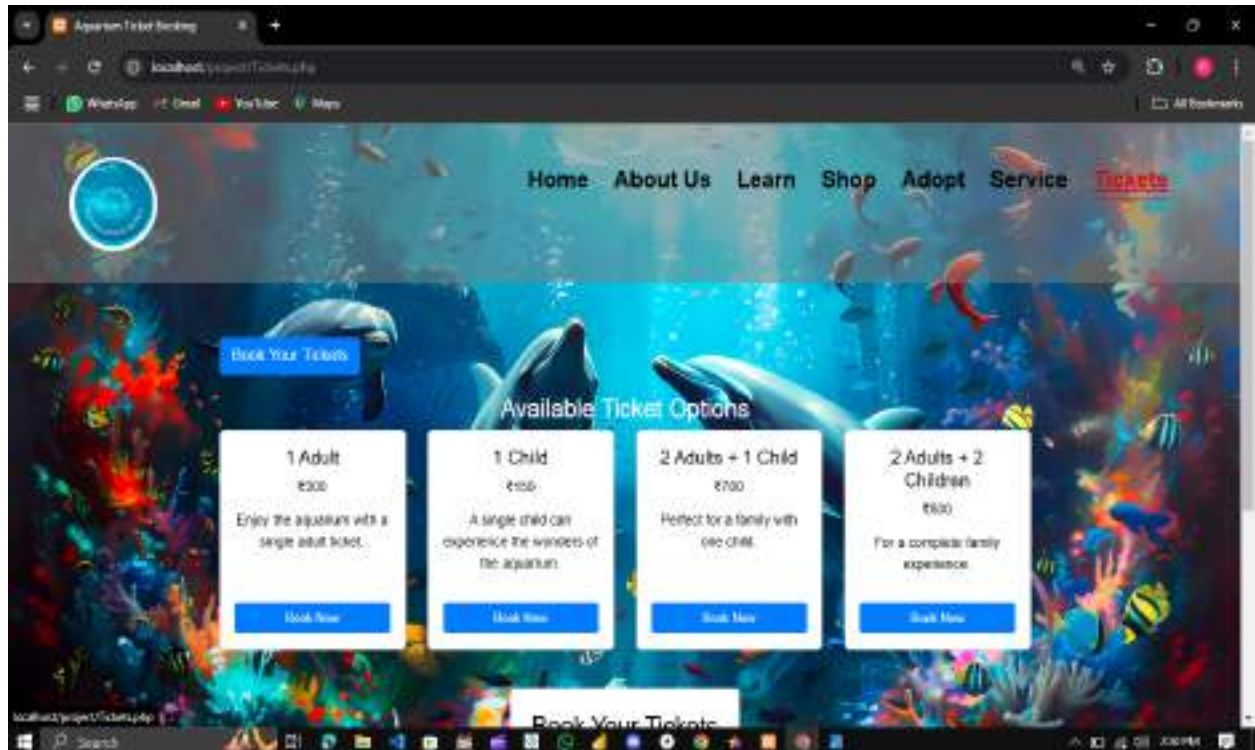 Aquarium Ticket Booking
localhost/project/Tickets.php
WhatsApp Gmail YouTube Maps
All Bookmarks
Home About Us Learn Shop Adopt Service Tickets
Book Your Tickets
Available Ticket Options
1 Adult
Enjoy the aquarium with a
single adult ticket.
Book Now
1 Child
₹150
A single child can
experience the wonders of
the aquarium.
Book Now
2 Adults + 1 Child
₹700
Perfect for a family with
one child.
Book Now
2 Adults + 2
Children
For a complete family
experience.
Book Now
Book Your Tickets
localhost/project/Tickets.php
Search